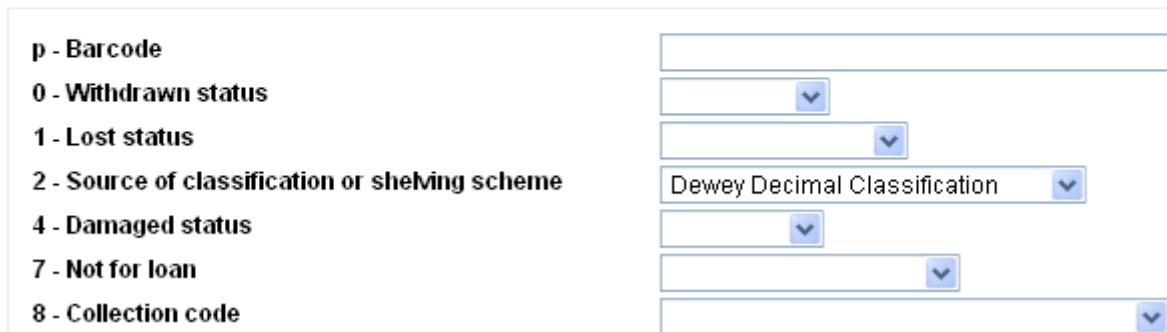 p - Barcode
0 - Withdrawn status
1 - Lost status
2 - Source of classification or shelving scheme Dewey Decimal Classification
4 - Damaged status
7 - Not for loan
8 - Collection code